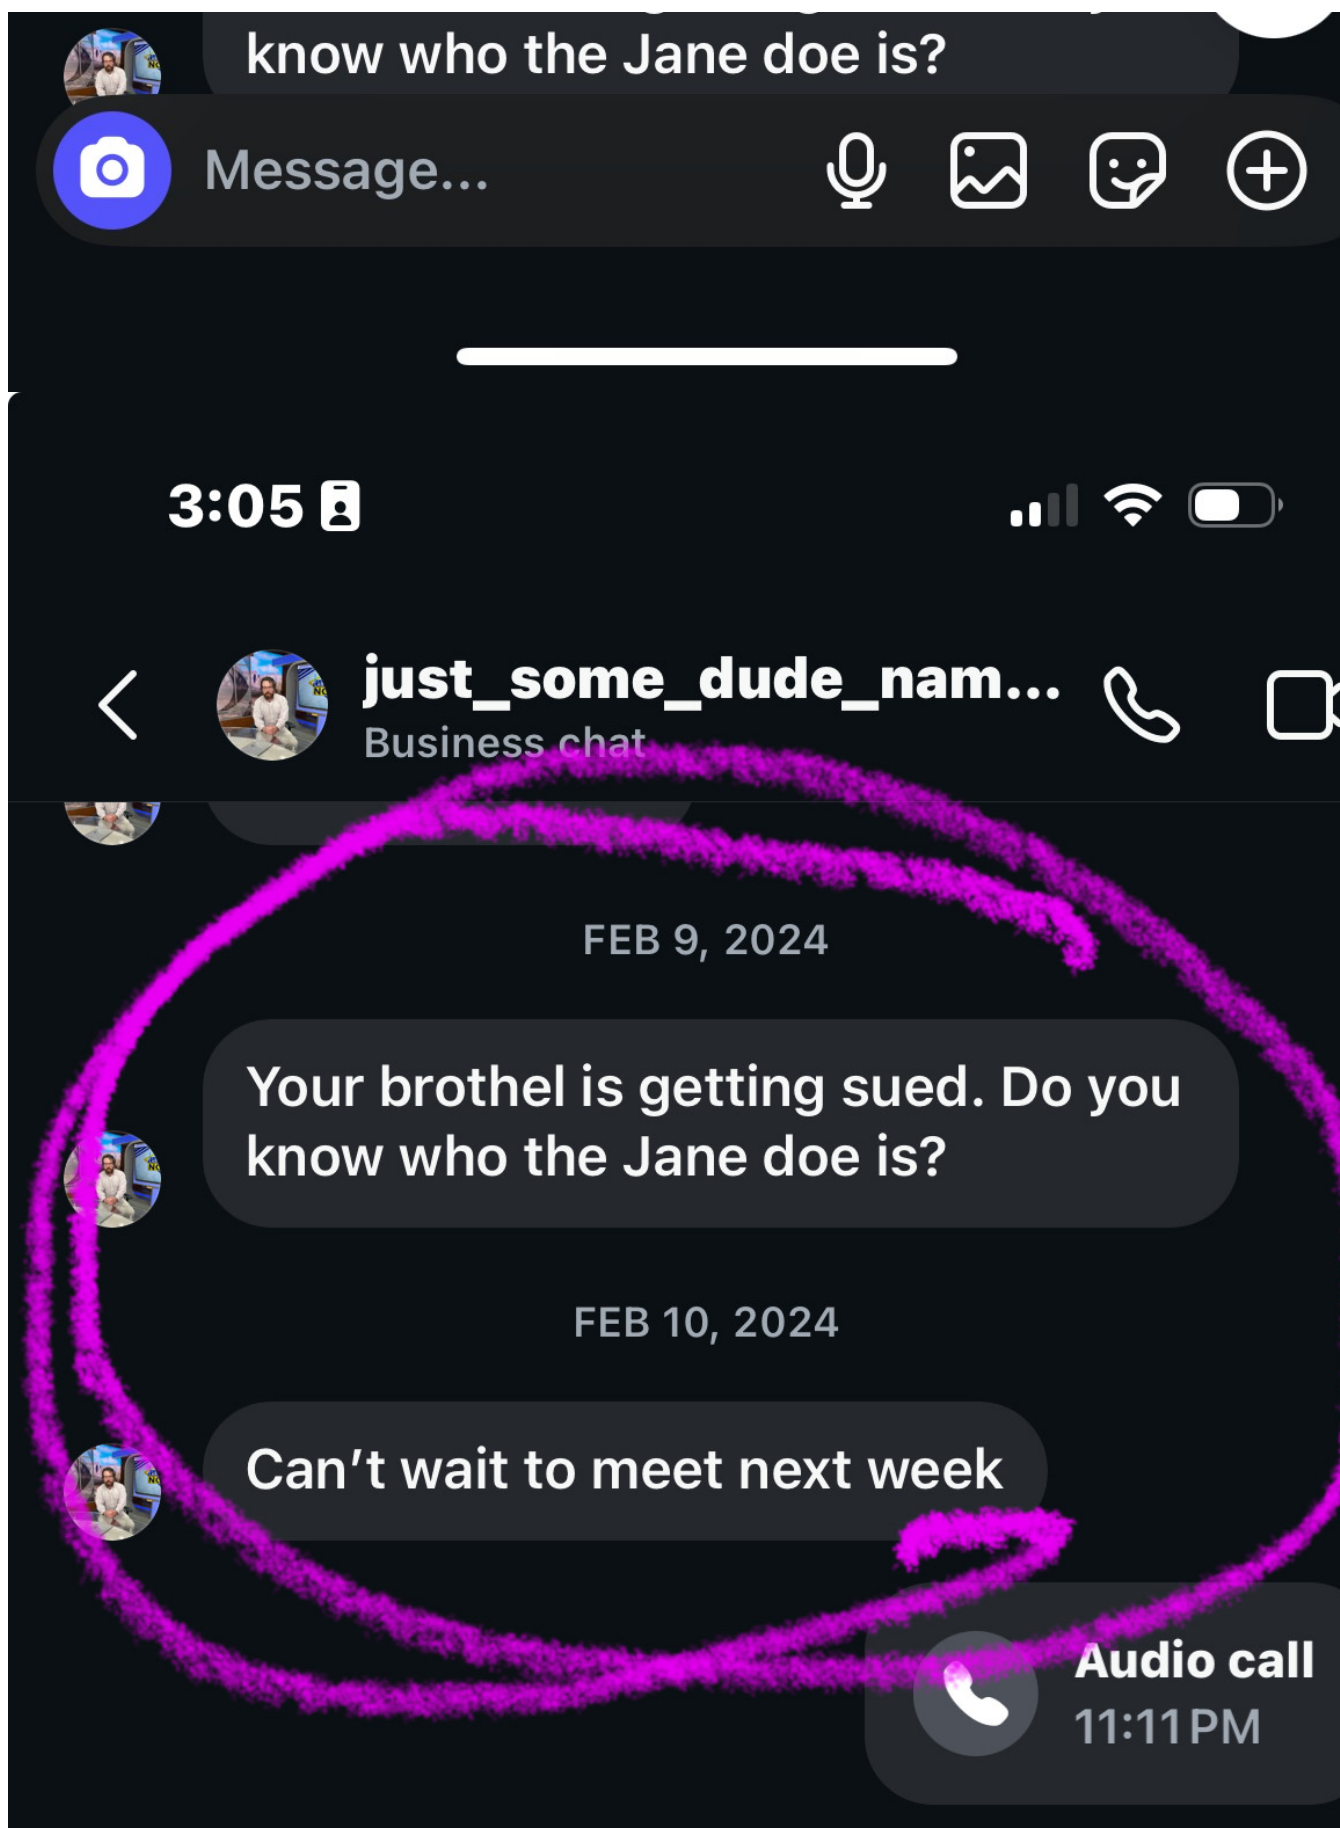 know who the Jane doe is?
Message...
3:05
just_some_dude_nam...
Business chat
FEB 9, 2024
Your brothel is getting sued. Do you
know who the Jane doe is?
FEB 10, 2024
Can't wait to meet next week
Audio call
11:11 PM